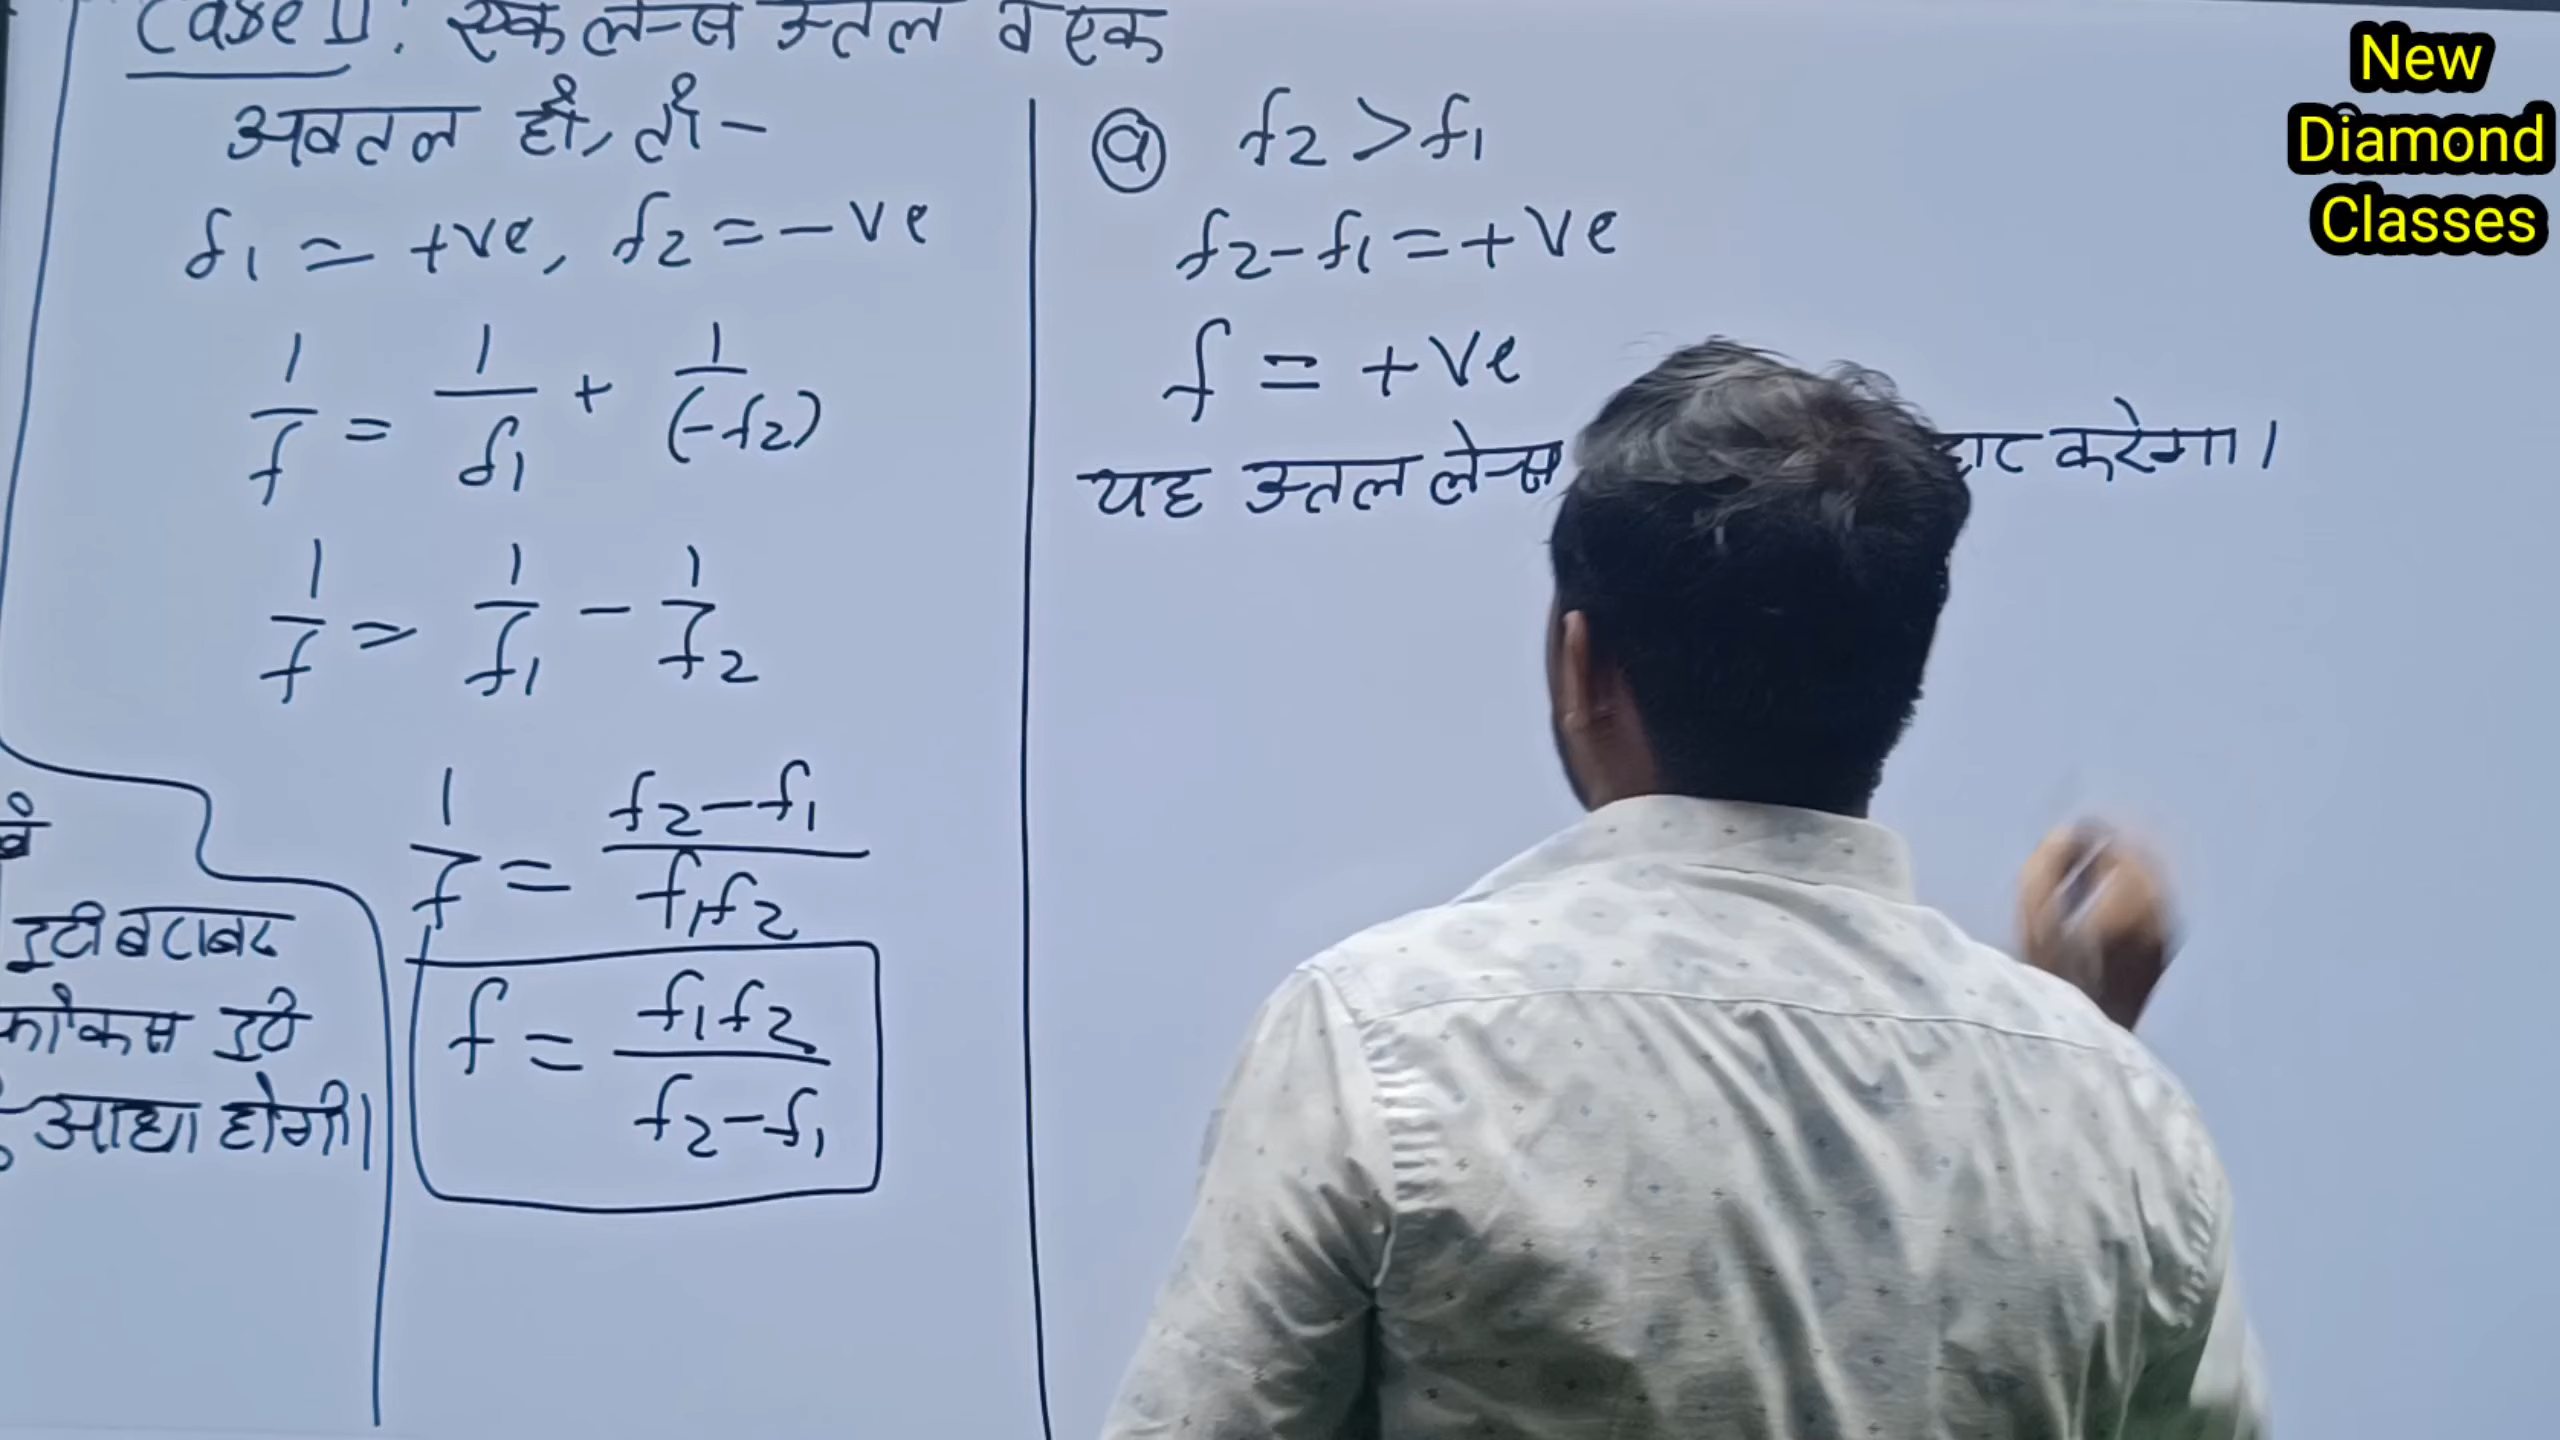 Case II: एक लेन्स उत्तल व एक
अवतल हो, तो -
f1 = +ve, f2 = -ve
1/f = 1/f1 + 1/(-f2)
1/f = 1/f1 - 1/f2
1/f = f2-f1/f1f2
f = f1f2/f2-f1
बराबर
फोकस
आधा होगी।
ⓐ f2 > f1
f2-f1 = +ve
f = +ve
यह उत्तल लेन्स
करेगा।
New
Diamond
Classes